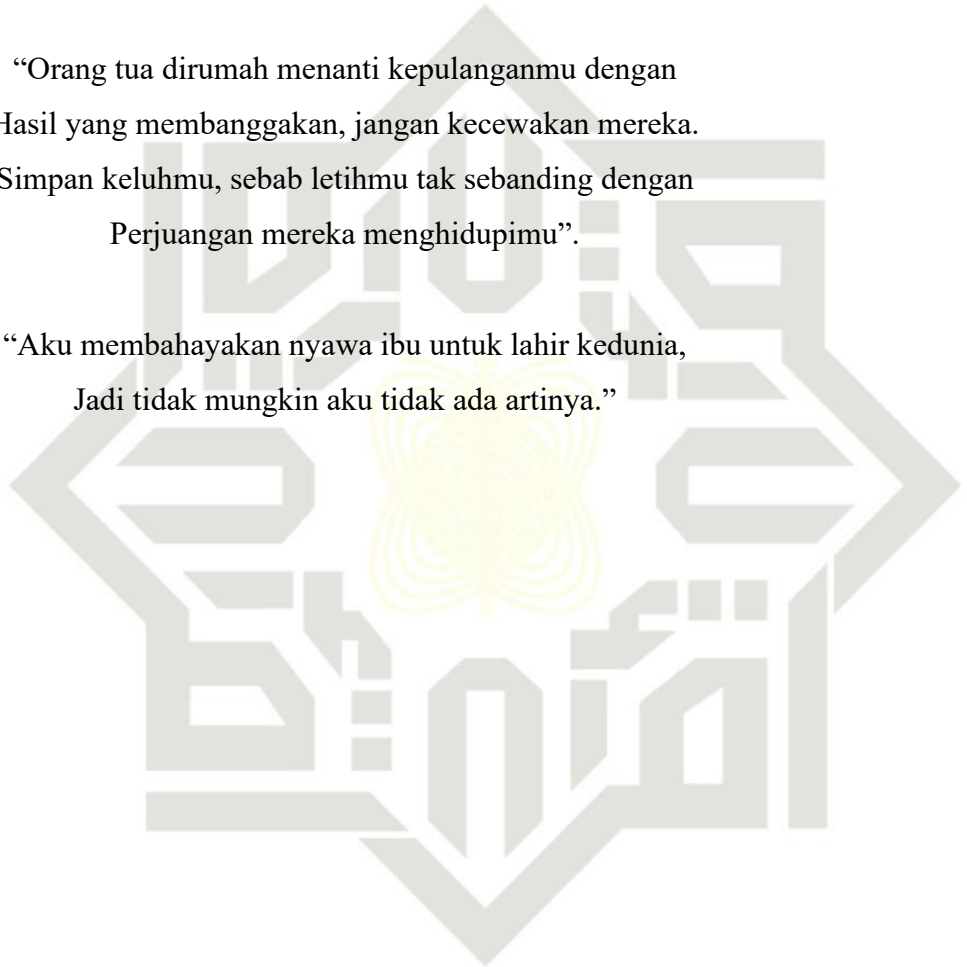 “Orang tua dirumah menanti kepulanganmu dengan
Hasil yang membanggakan, jangan kecewakan mereka.
Simpan keluhmu, sebab letihmu tak sebanding dengan
Perjuangan mereka menghidupimu”.
“Aku membahayakan nyawa ibu untuk lahir kedunia,
Jadi tidak mungkin aku tidak ada artinya.”